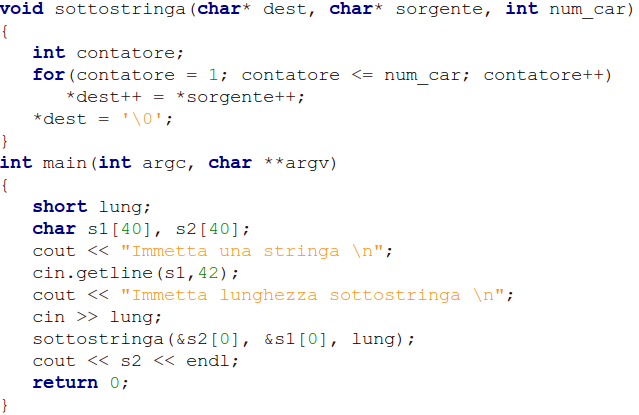 void sottostringa(char* dest, char* sorgente, int num_car)
{
   int contatore;
   for(contatore = 1; contatore <= num_car; contatore++)
      *dest++ = *sorgente++;
   *dest = '\0';
}
int main(int argc, char **argv)
{
   short lung;
   char s1[40], s2[40];
   cout << "Immetta una stringa \n";
   cin.getline(s1,42);
   cout << "Immetta lunghezza sottostringa \n";
   cin >> lung;
   sottostringa(&s2[0], &s1[0], lung);
   cout << s2 << endl;
   return 0;
}